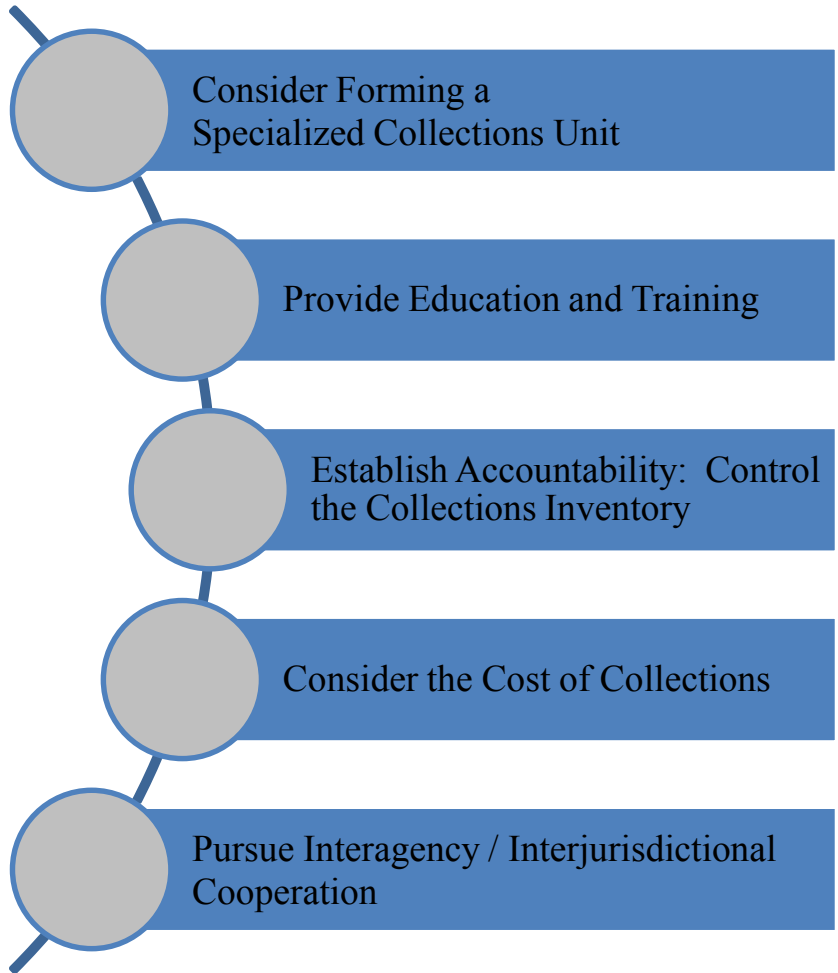 Consider Forming a
Specialized Collections Unit
Provide Education and Training
Establish Accountability:  Control
the Collections Inventory
Consider the Cost of Collections
Pursue Interagency / Interjurisdictional
Cooperation